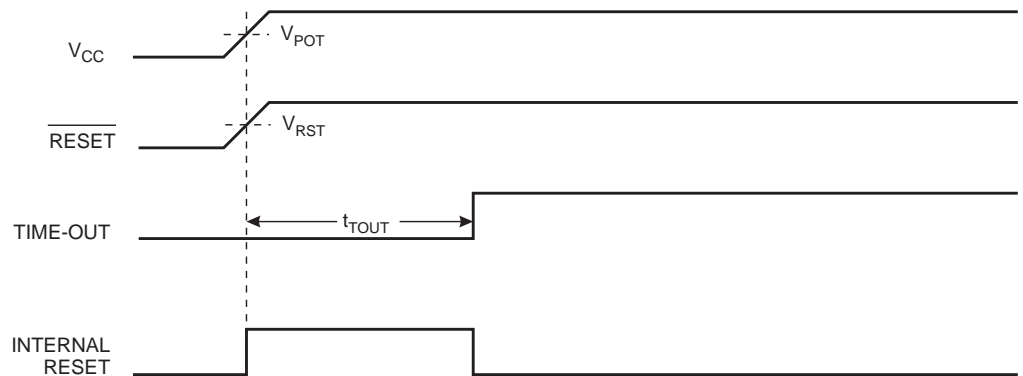 V_CC
V_POT
RESET
V_RST
TIME-OUT
t_TOUT
INTERNAL
RESET